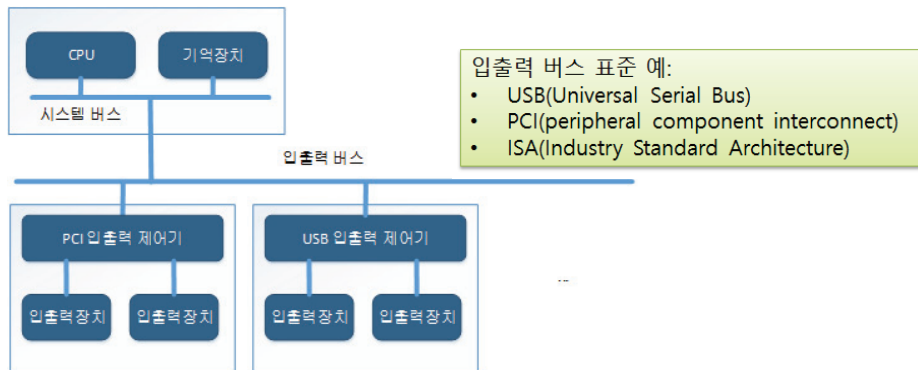 CPU
기억장치
시스템 버스
입출력 버스 표준 예:
• USB(Universal Serial Bus)
• PCI(peripheral component interconnect)
• ISA(Industry Standard Architecture)
입출력 버스
PCI 입출력 제어기
USB 입출력 제어기
입출력장치
입출력장치
입출력장치
입출력장치
...